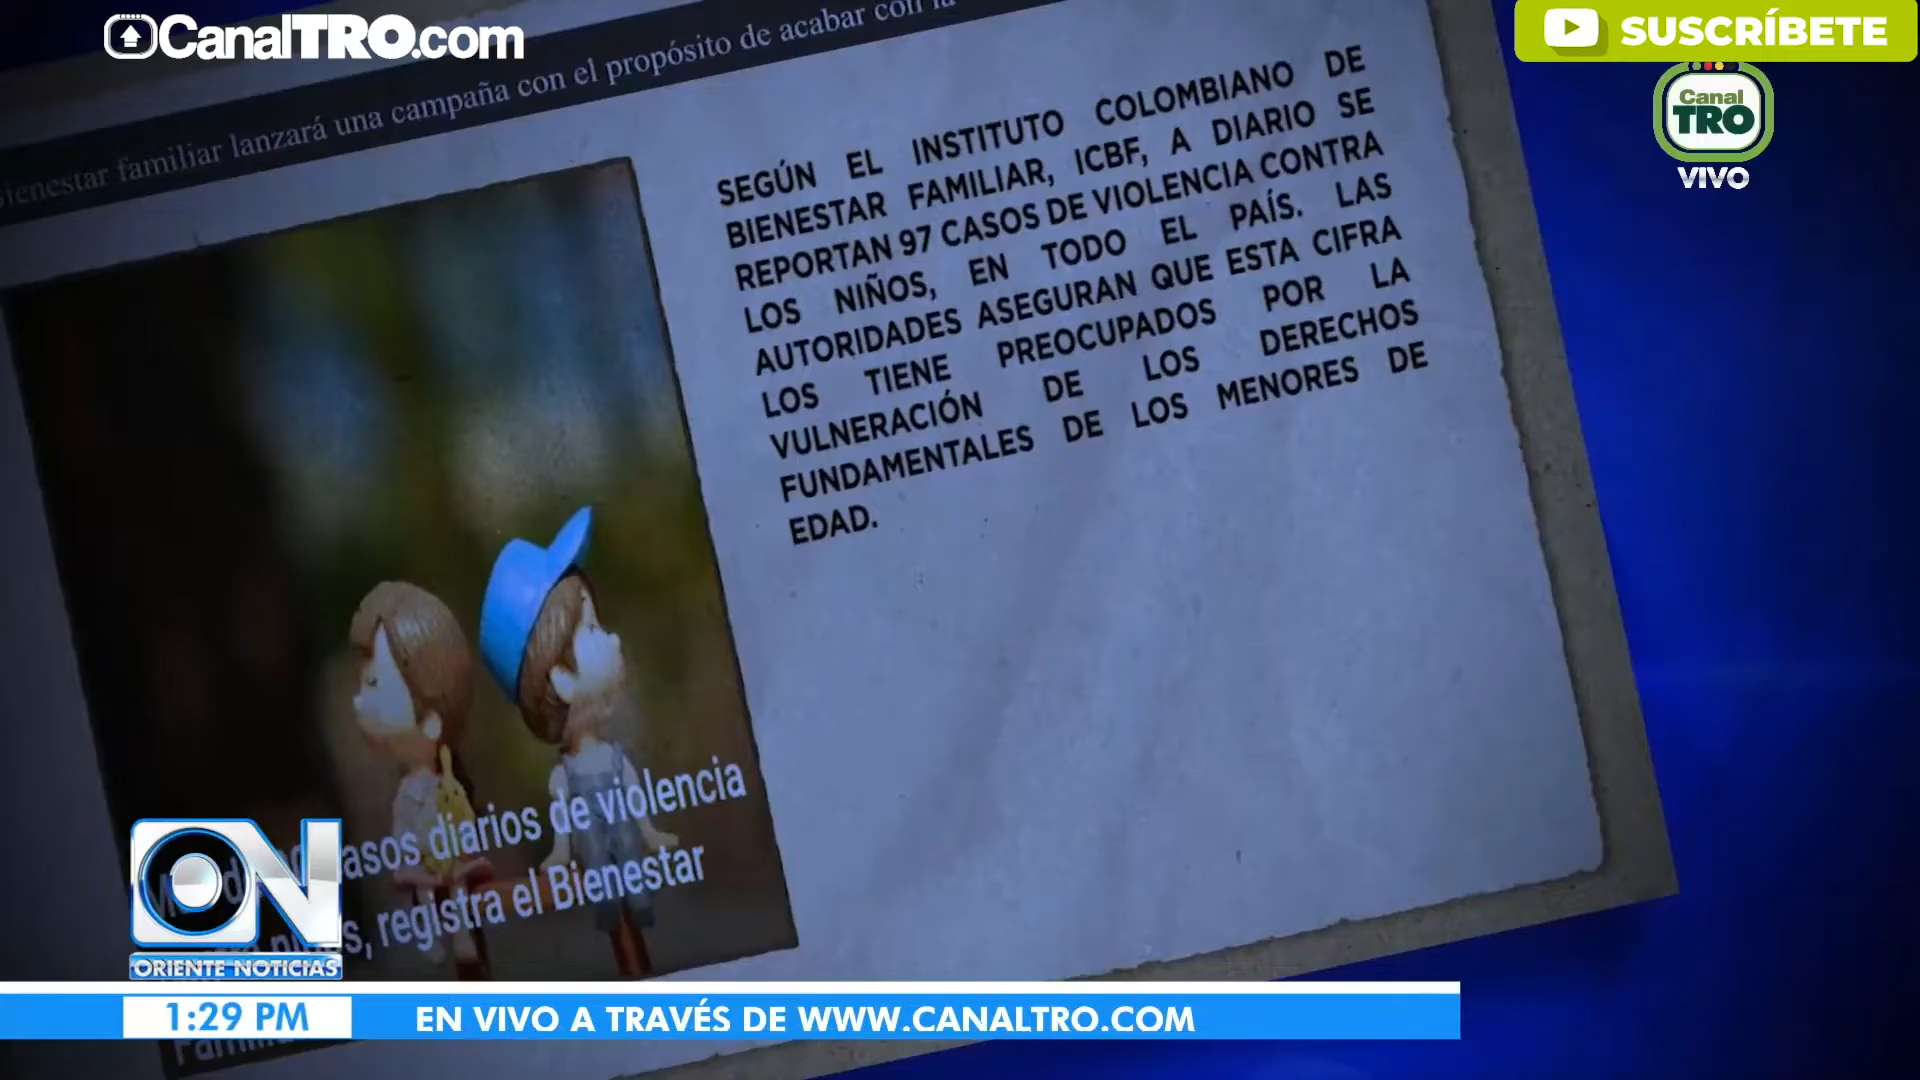 CanalTRO.com
SUSCRÍBETE
Canal
TRO
VIVO
Bienestar familiar lanzará una campaña con el propósito de acabar con la
SEGÚN EL INSTITUTO COLOMBIANO DE
BIENESTAR FAMILIAR, ICBF, A DIARIO SE
REPORTAN 97 CASOS DE VIOLENCIA CONTRA
LOS NIÑOS, EN TODO EL PAÍS. LAS
AUTORIDADES ASEGURAN QUE ESTA CIFRA
LOS TIENE PREOCUPADOS POR LA
VULNERACIÓN DE LOS DERECHOS
FUNDAMENTALES DE LOS MENORES DE
EDAD.
casos diarios de violencia
registra el Bienestar
ON
ORIENTE NOTICIAS
1:29 PM
EN VIVO A TRAVÉS DE WWW.CANALTRO.COM